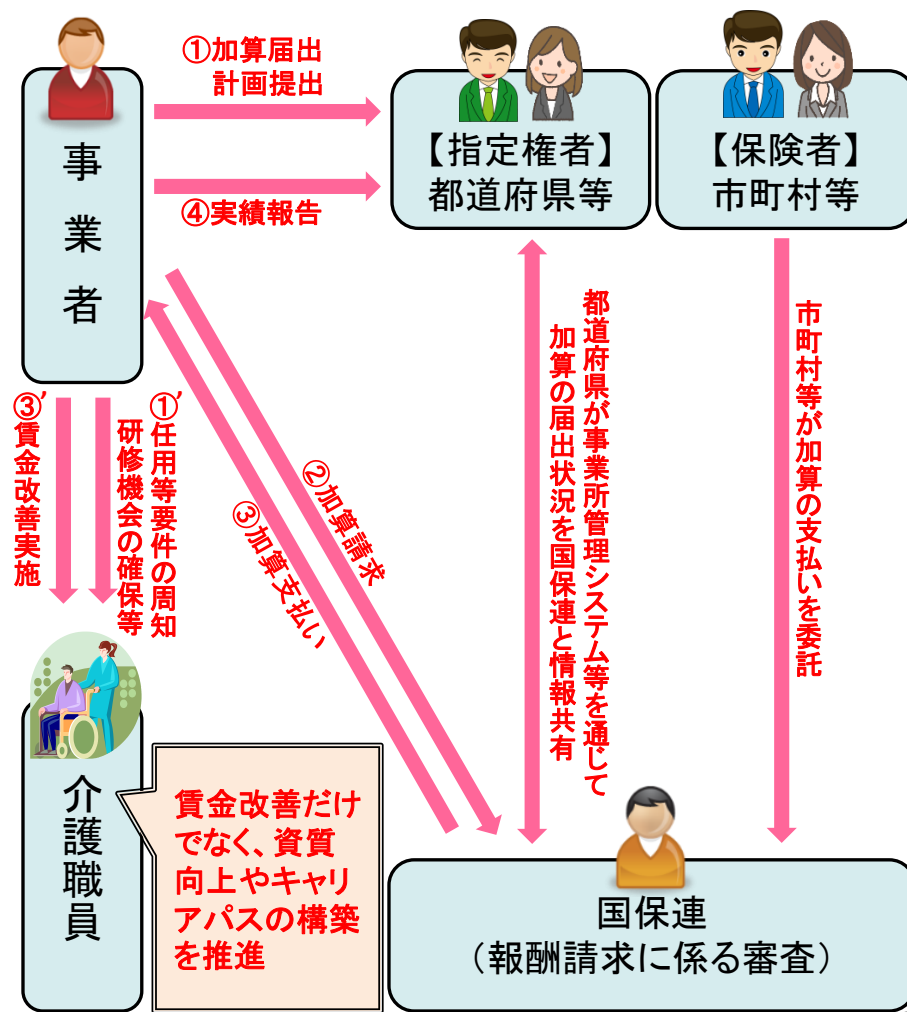 ①加算届出
計画提出
④実績報告
事業者
【指定権者】
都道府県等
【保険者】
市町村等
③’賃金改善実施
①’任用等要件の周知
研修機会の確保等
②加算請求
③加算支払い
都道府県が事業所管理システム等を通じて
加算の届出状況を国保連と情報共有
市町村等が加算の支払いを委託
介護職員
賃金改善だけ
でなく、資質
向上やキャリ
アパスの構築
を推進
国保連
（報酬請求に係る審査）